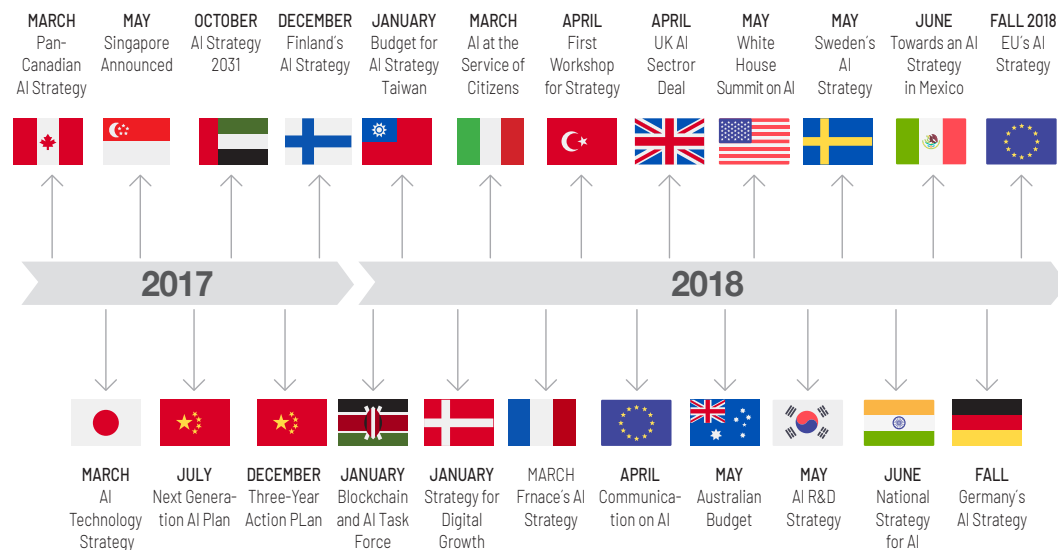 MARCH
Pan-
Canadian
AI Strategy
MAY
Singapore
Announced
OCTOBER
AI Strategy
2031
DECEMBER
Finland's
AI Strategy
JANUARY
Budget for
AI Strategy
Taiwan
MARCH
AI at the
Service of
Citizens
APRIL
First
Workshop
for Strategy
APRIL
UK AI
Sectror
Deal
MAY
White
House
Summit on AI
MAY
Sweden's
AI
Strategy
JUNE
Towards an AI
Strategy
in Mexico
FALL 2018
EU's AI
Strategy
2017
2018
MARCH
AI
Technology
Strategy
JULY
Next Genera-
tion AI Plan
DECEMBER
Three-Year
Action PLan
JANUARY
Blockchain
and AI Task
Force
JANUARY
Strategy for
Digital
Growth
MARCH
Frnace's AI
Strategy
APRIL
Communica-
tion on AI
MAY
Australian
Budget
MAY
AI R&D
Strategy
JUNE
National
Strategy
for AI
FALL
Germany's
AI Strategy